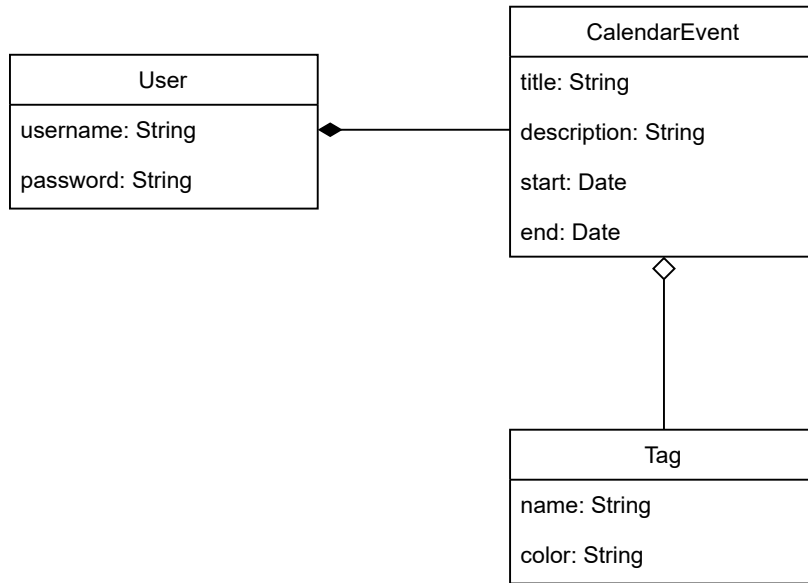 User
username: String
password: String
CalendarEvent
title: String
description: String
start: Date
end: Date
Tag
name: String
color: String